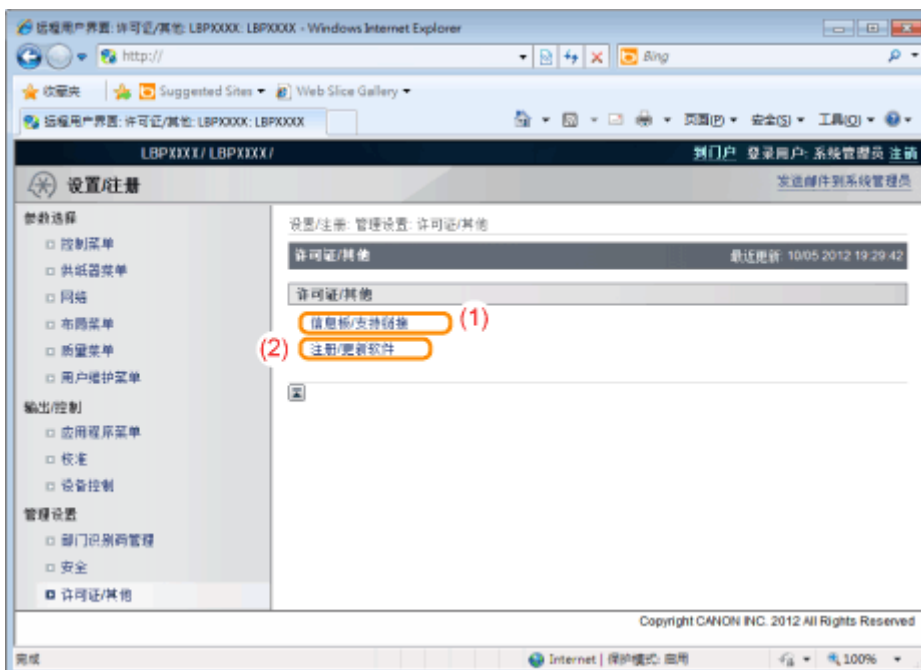 远程用户界面: 许可证/其他: LBPXXXX: LBPXXXX - Windows Internet Explorer
http://
Bing
收藏夹 Suggested Sites Web Slice Gallery
远程用户界面: 许可证/其他: LBPXXXX: LBPXXXX 页面(P) 安全(S) 工具(O)
LBPXXXX/ LBPXXXX/ 到门户 登录用户: 系统管理员 注销
设置/注册 发送邮件到系统管理员
参数选择
控制菜单
供纸器菜单
网络
布局菜单
质量菜单
用户维护菜单
输出/控制
应用程序菜单
校准
设备控制
管理设置
部门识别码管理
安全
许可证/其他
设置/注册: 管理设置: 许可证/其他
许可证/其他 最近更新: 10/05 2012 19:29:42
许可证/其他
信息板/支持链接 (1)
(2) 注册/更新软件
Copyright CANON INC. 2012 All Rights Reserved
完成 Internet | 保护模式: 启用 100%